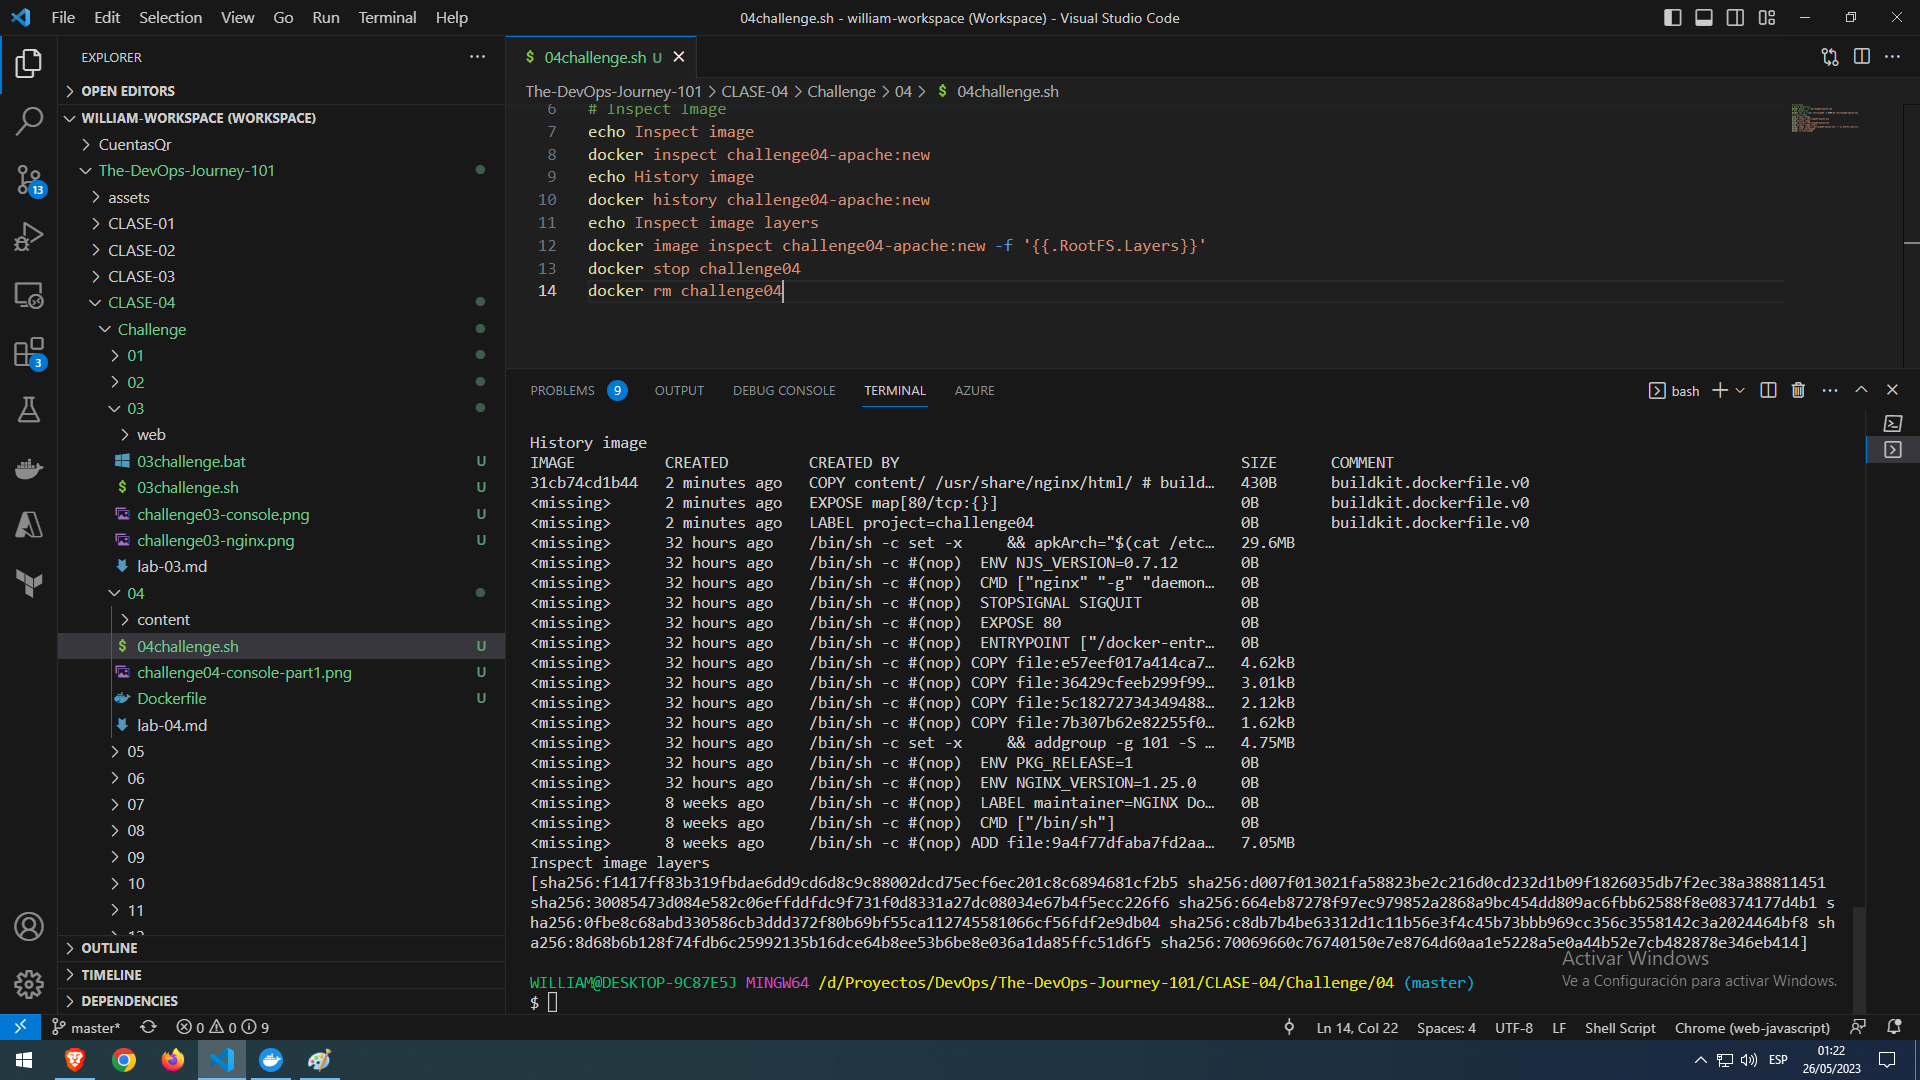 File Edit Selection View Go Run Terminal Help
04challenge.sh - william-workspace (Workspace) - Visual Studio Code
EXPLORER
OPEN EDITORS
WILLIAM-WORKSPACE (WORKSPACE)
CuentasQr
The-DevOps-Journey-101
assets
CLASE-01
CLASE-02
CLASE-03
CLASE-04
Challenge
01
02
03
web
03challenge.bat U
$ 03challenge.sh U
challenge03-console.png U
challenge03-nginx.png U
lab-03.md
04
content
$ 04challenge.sh U
challenge04-console-part1.png U
Dockerfile U
lab-04.md
05
06
07
08
09
10
11
OUTLINE
TIMELINE
DEPENDENCIES
13
3
$ 04challenge.sh U
The-DevOps-Journey-101 > CLASE-04 > Challenge > 04 > $ 04challenge.sh
6 # Inspect Image
7 echo Inspect image
8 docker inspect challenge04-apache:new
9 echo History image
10 docker history challenge04-apache:new
11 echo Inspect image layers
12 docker image inspect challenge04-apache:new -f '{{.RootFS.Layers}}'
13 docker stop challenge04
14 docker rm challenge04
PROBLEMS 9 OUTPUT DEBUG CONSOLE TERMINAL AZURE
bash
History image
IMAGE CREATED CREATED BY SIZE COMMENT
31cb74cd1b44 2 minutes ago COPY content/ /usr/share/nginx/html/ # build… 430B buildkit.dockerfile.v0
<missing> 2 minutes ago EXPOSE map[80/tcp:{}] 0B buildkit.dockerfile.v0
<missing> 2 minutes ago LABEL project=challenge04 0B buildkit.dockerfile.v0
<missing> 32 hours ago /bin/sh -c set -x && apkArch="$(cat /etc… 29.6MB
<missing> 32 hours ago /bin/sh -c #(nop) ENV NJS_VERSION=0.7.12 0B
<missing> 32 hours ago /bin/sh -c #(nop) CMD ["nginx" "-g" "daemon… 0B
<missing> 32 hours ago /bin/sh -c #(nop) STOPSIGNAL SIGQUIT 0B
<missing> 32 hours ago /bin/sh -c #(nop) EXPOSE 80 0B
<missing> 32 hours ago /bin/sh -c #(nop) ENTRYPOINT ["/docker-entr… 0B
<missing> 32 hours ago /bin/sh -c #(nop) COPY file:e57eef017a414ca7… 4.62kB
<missing> 32 hours ago /bin/sh -c #(nop) COPY file:36429cfeeb299f99… 3.01kB
<missing> 32 hours ago /bin/sh -c #(nop) COPY file:5c18272734349488… 2.12kB
<missing> 32 hours ago /bin/sh -c #(nop) COPY file:7b307b62e82255f0… 1.62kB
<missing> 32 hours ago /bin/sh -c set -x && addgroup -g 101 -S … 4.75MB
<missing> 32 hours ago /bin/sh -c #(nop) ENV PKG_RELEASE=1 0B
<missing> 32 hours ago /bin/sh -c #(nop) ENV NGINX_VERSION=1.25.0 0B
<missing> 8 weeks ago /bin/sh -c #(nop) LABEL maintainer=NGINX Do… 0B
<missing> 8 weeks ago /bin/sh -c #(nop) CMD ["/bin/sh"] 0B
<missing> 8 weeks ago /bin/sh -c #(nop) ADD file:9a4f77dfaba7fd2aa… 7.05MB
Inspect image layers
[sha256:f1417ff83b319fbdae6dd9cd6d8c9c88002dcd75ecf6ec201c8c6894681cf2b5 sha256:d007f013021fa58823be2c216d0cd232d1b09f1826035db7f2ec38a388811451
sha256:30085473d084e582c06effddfdc9f731f0d8331a27dc08034e67b4f5ecc226f6 sha256:664eb87278f97ec979852a2868a9bc454dd809ac6fbb62588f8e08374177d4b1 s
ha256:0fbe8c68abd330586cb3ddd372f80b69bf55ca112745581066cf56fdf2e9db04 sha256:c8db7b4be63312d1c11b56e3f4c45b73bbb969cc356c3558142c3a2024464bf8 sh
a256:8d68b6b128f74fdb6c25992135b16dce64b8ee53b6be8e036a1da85ffc51d6f5 sha256:70069660c76740150e7e8764d60aa1e5228a5e0a44b52e7cb482878e346eb414]
WILLIAM@DESKTOP-9C87E5J MINGW64 /d/Proyectos/DevOps/The-DevOps-Journey-101/CLASE-04/Challenge/04 (master)
$
Activar Windows
Ve a Configuración para activar Windows.
master* 0 0 9 Ln 14, Col 22 Spaces: 4 UTF-8 LF Shell Script Chrome (web-javascript)
ESP 01:22
26/05/2023